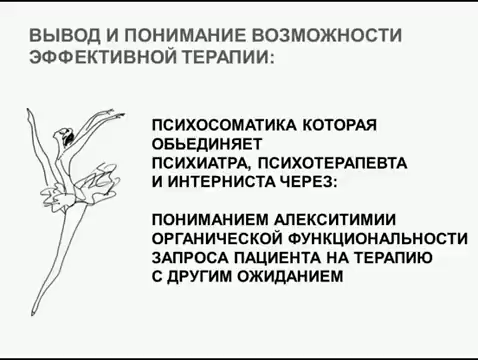 ВЫВОД И ПОНИМАНИЕ ВОЗМОЖНОСТИ
ЭФФЕКТИВНОЙ ТЕРАПИИ:
ПСИХОСОМАТИКА КОТОРАЯ
ОБЬЕДИНЯЕТ
ПСИХИАТРА, ПСИХОТЕРАПЕВТА
И ИНТЕРНИСТА ЧЕРЕЗ:
ПОНИМАНИЕМ АЛЕКСИТИМИИ
ОРГАНИЧЕСКОЙ ФУНКЦИОНАЛЬНОСТИ
ЗАПРОСА ПАЦИЕНТА НА ТЕРАПИЮ
С ДРУГИМ ОЖИДАНИЕМ